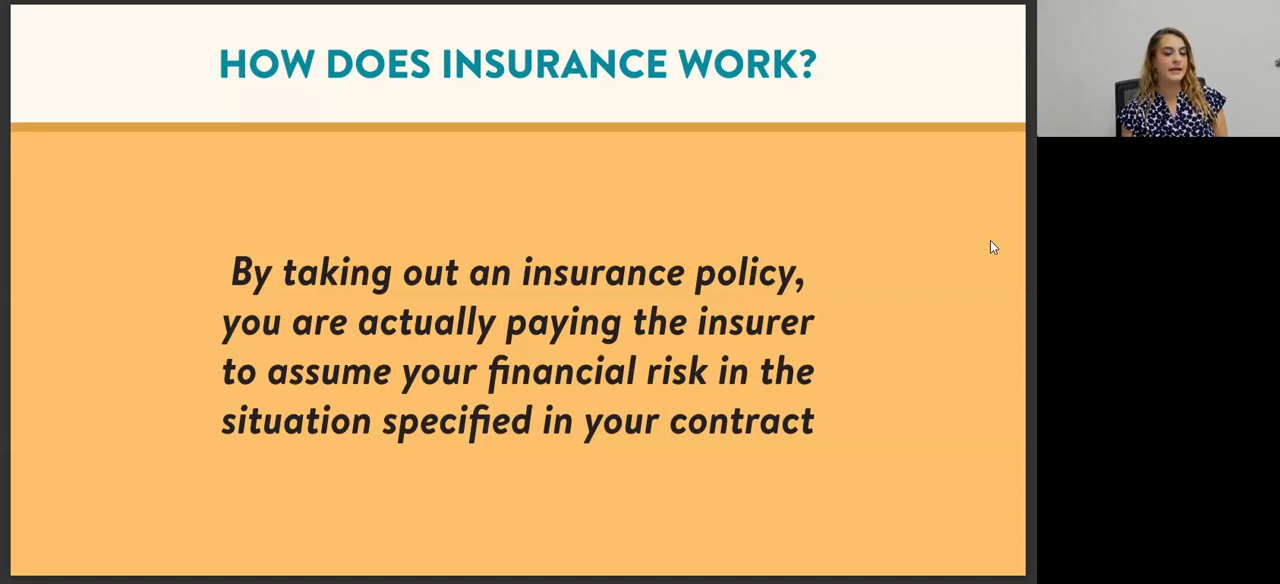 HOW DOES INSURANCE WORK?
By taking out an insurance policy,
you are actually paying the insurer
to assume your financial risk in the
situation specified in your contract